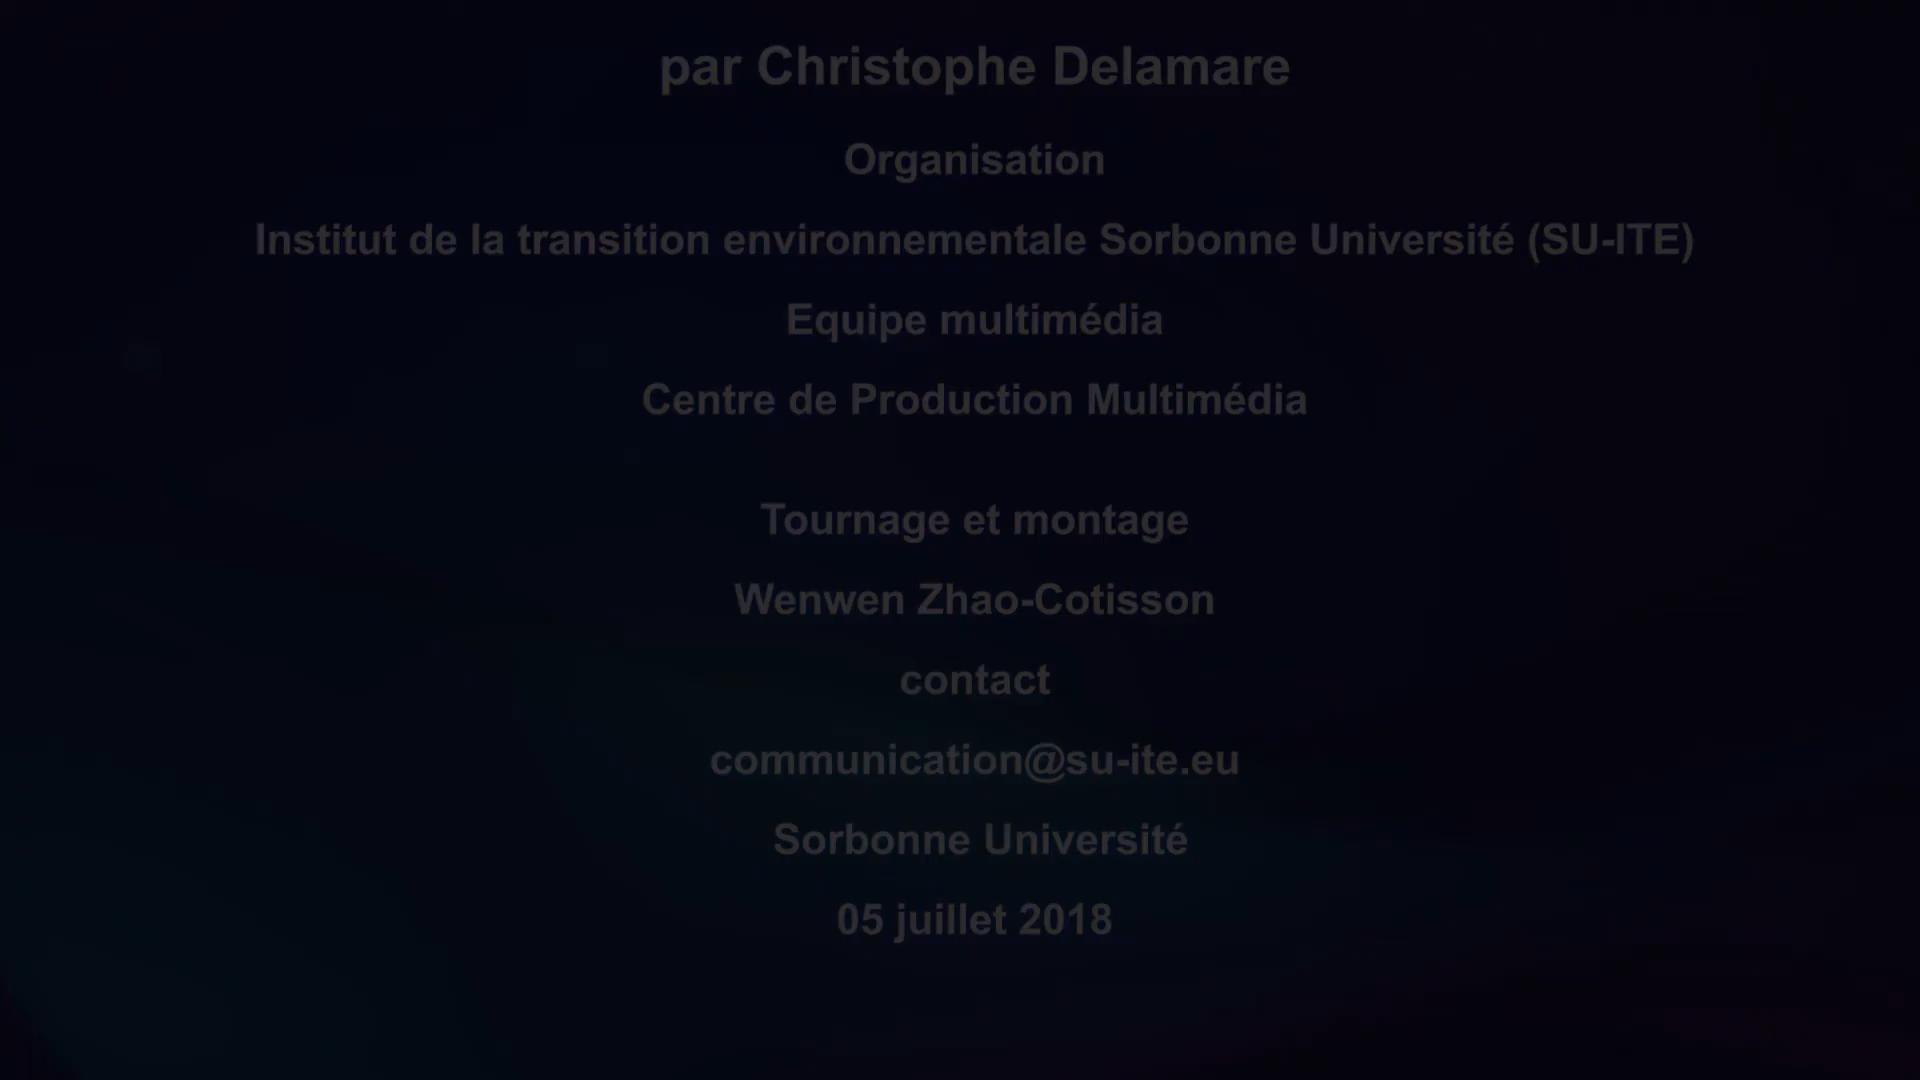 par Christophe Delamare
Organisation
Institut de la transition environnementale Sorbonne Université (SU-ITE)
Equipe multimédia
Centre de Production Multimédia
Tournage et montage
Wenwen Zhao-Cotisson
contact
communication@su-ite.eu
Sorbonne Université
05 juillet 2018